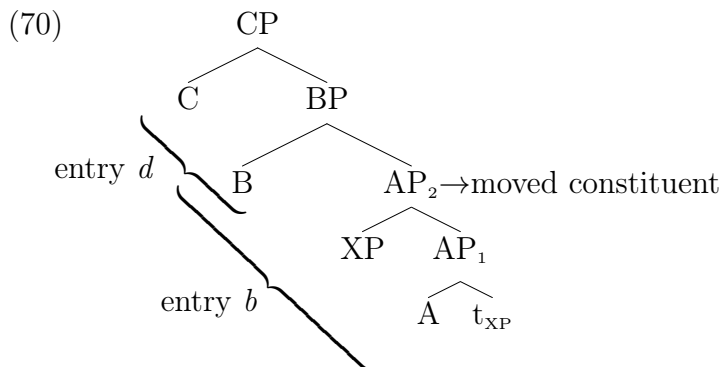 (70)
CP
C BP
entry d
B AP₂→moved constituent
XP AP₁
entry b
A t_XP